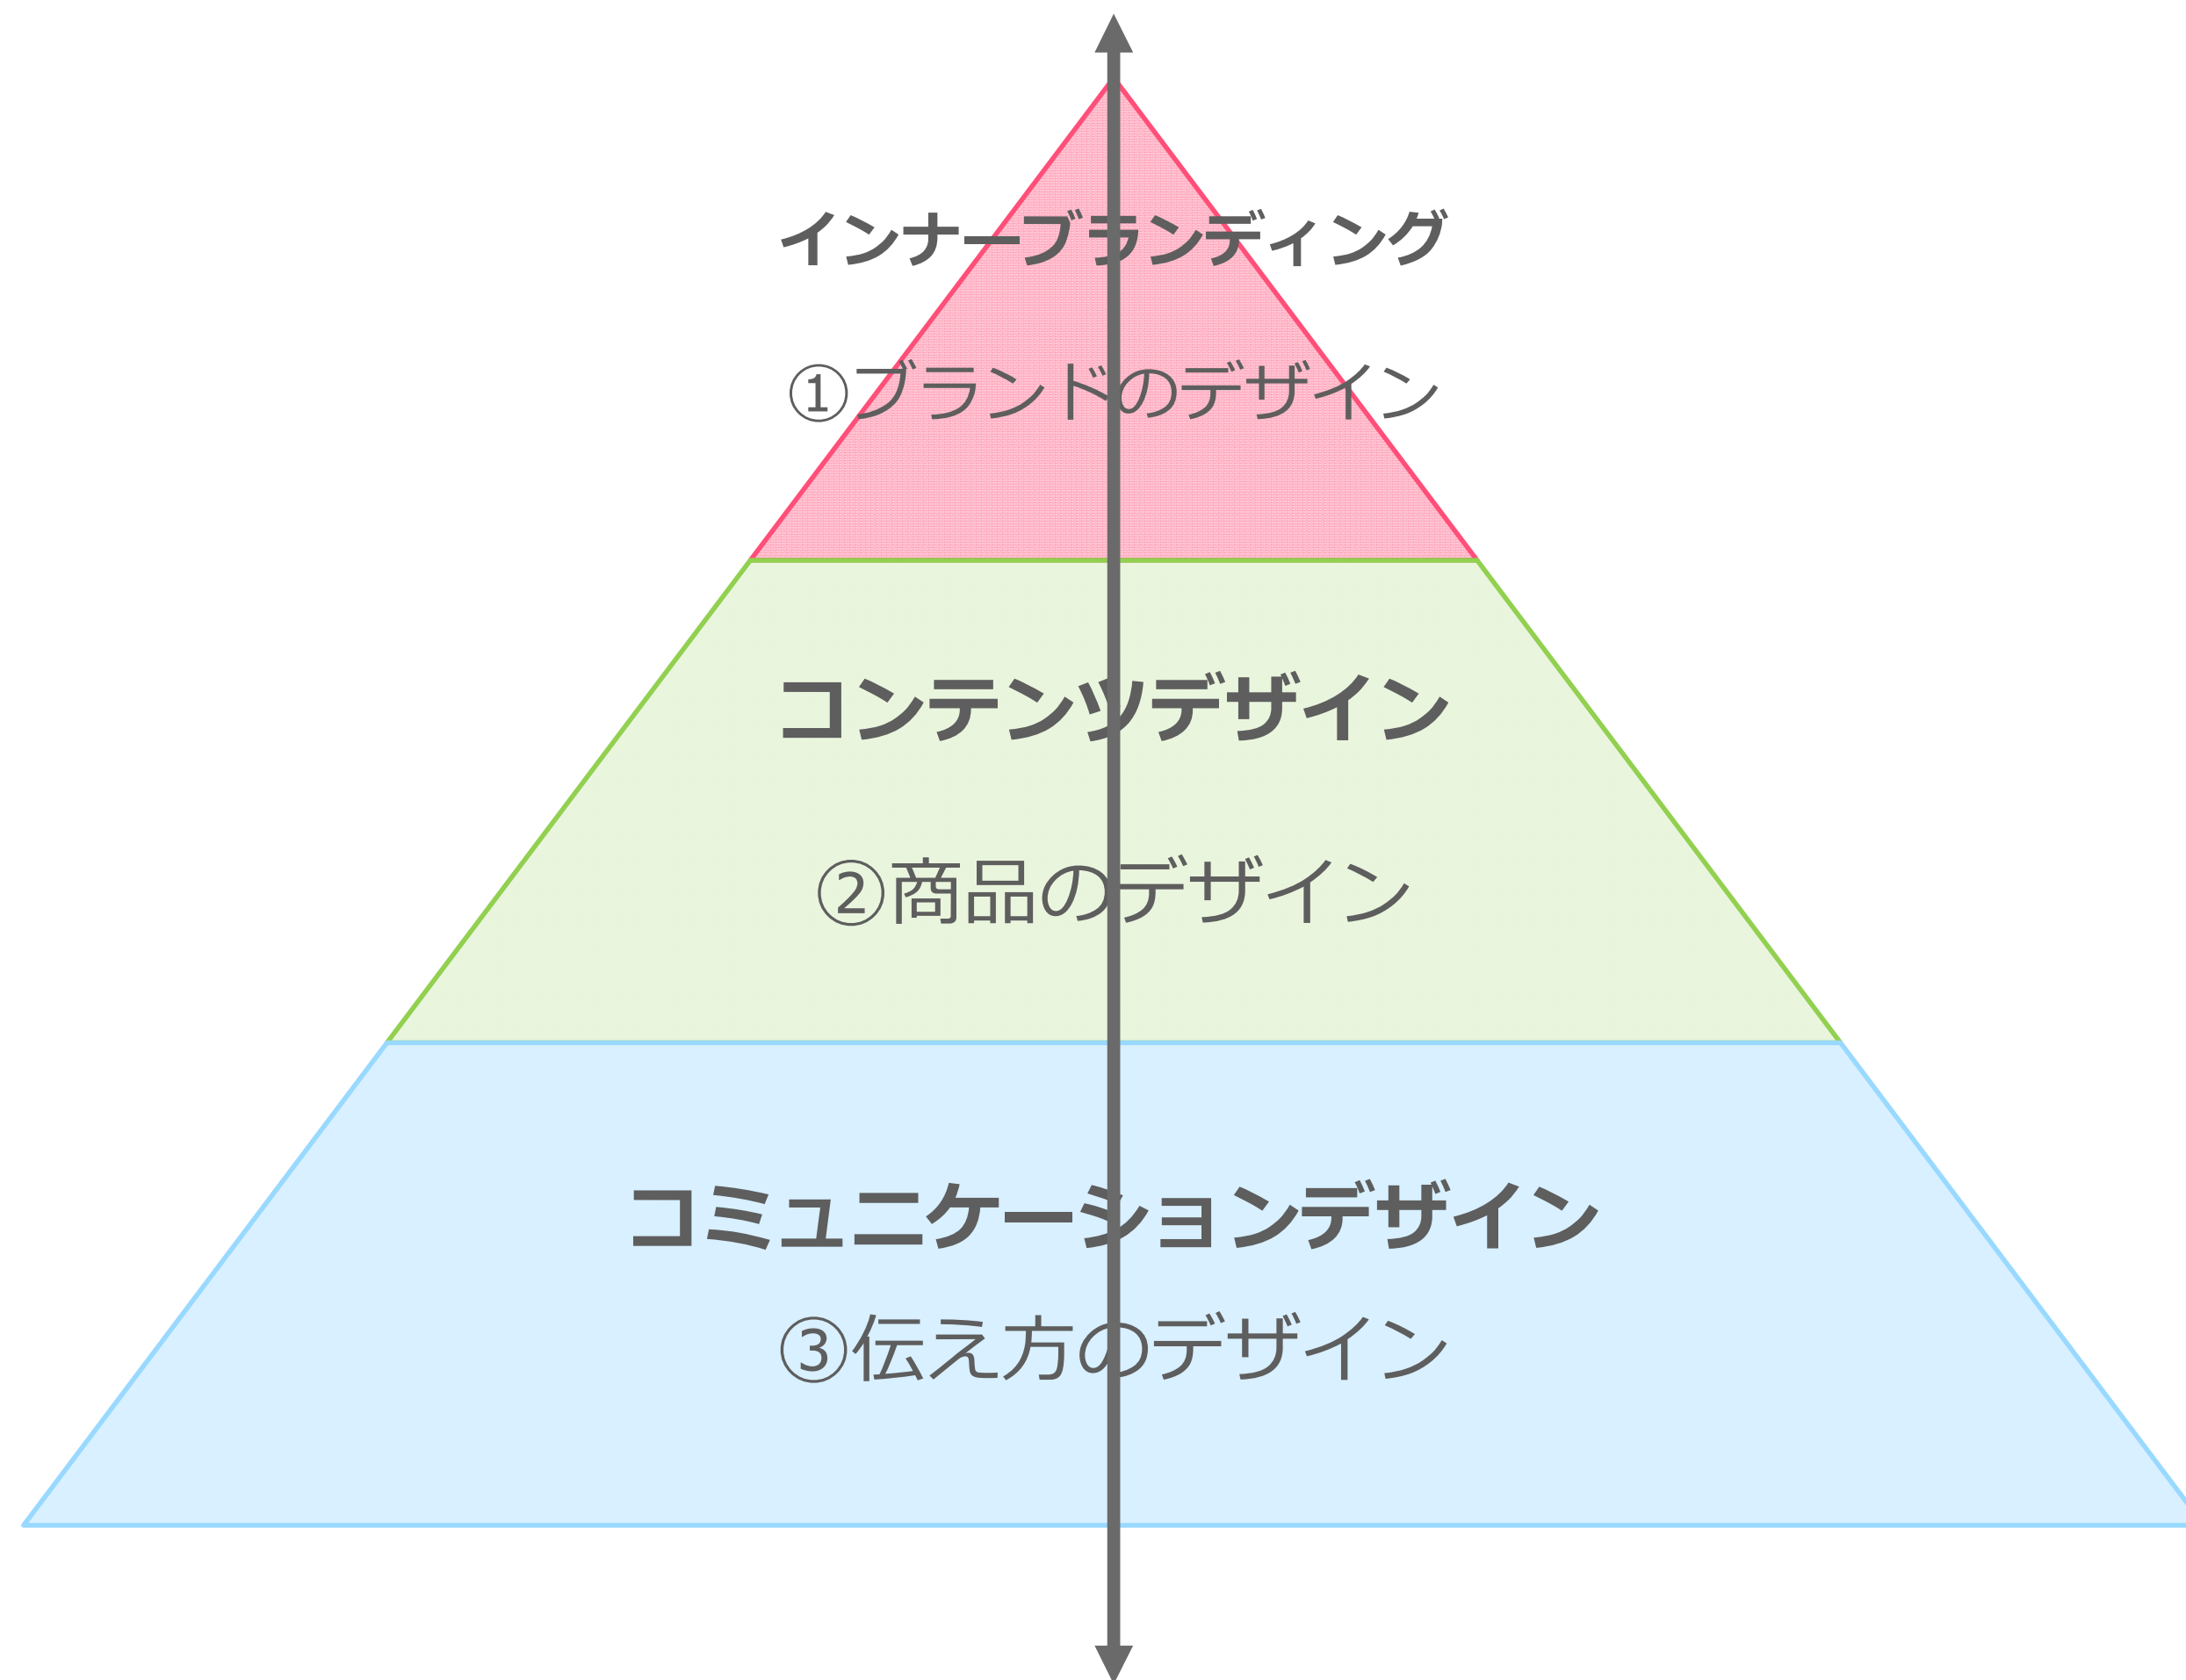 インナーブランディング
①ブランドのデザイン
コンテンツデザイン
②商品のデザイン
コミュニケーションデザイン
③伝え方のデザイン